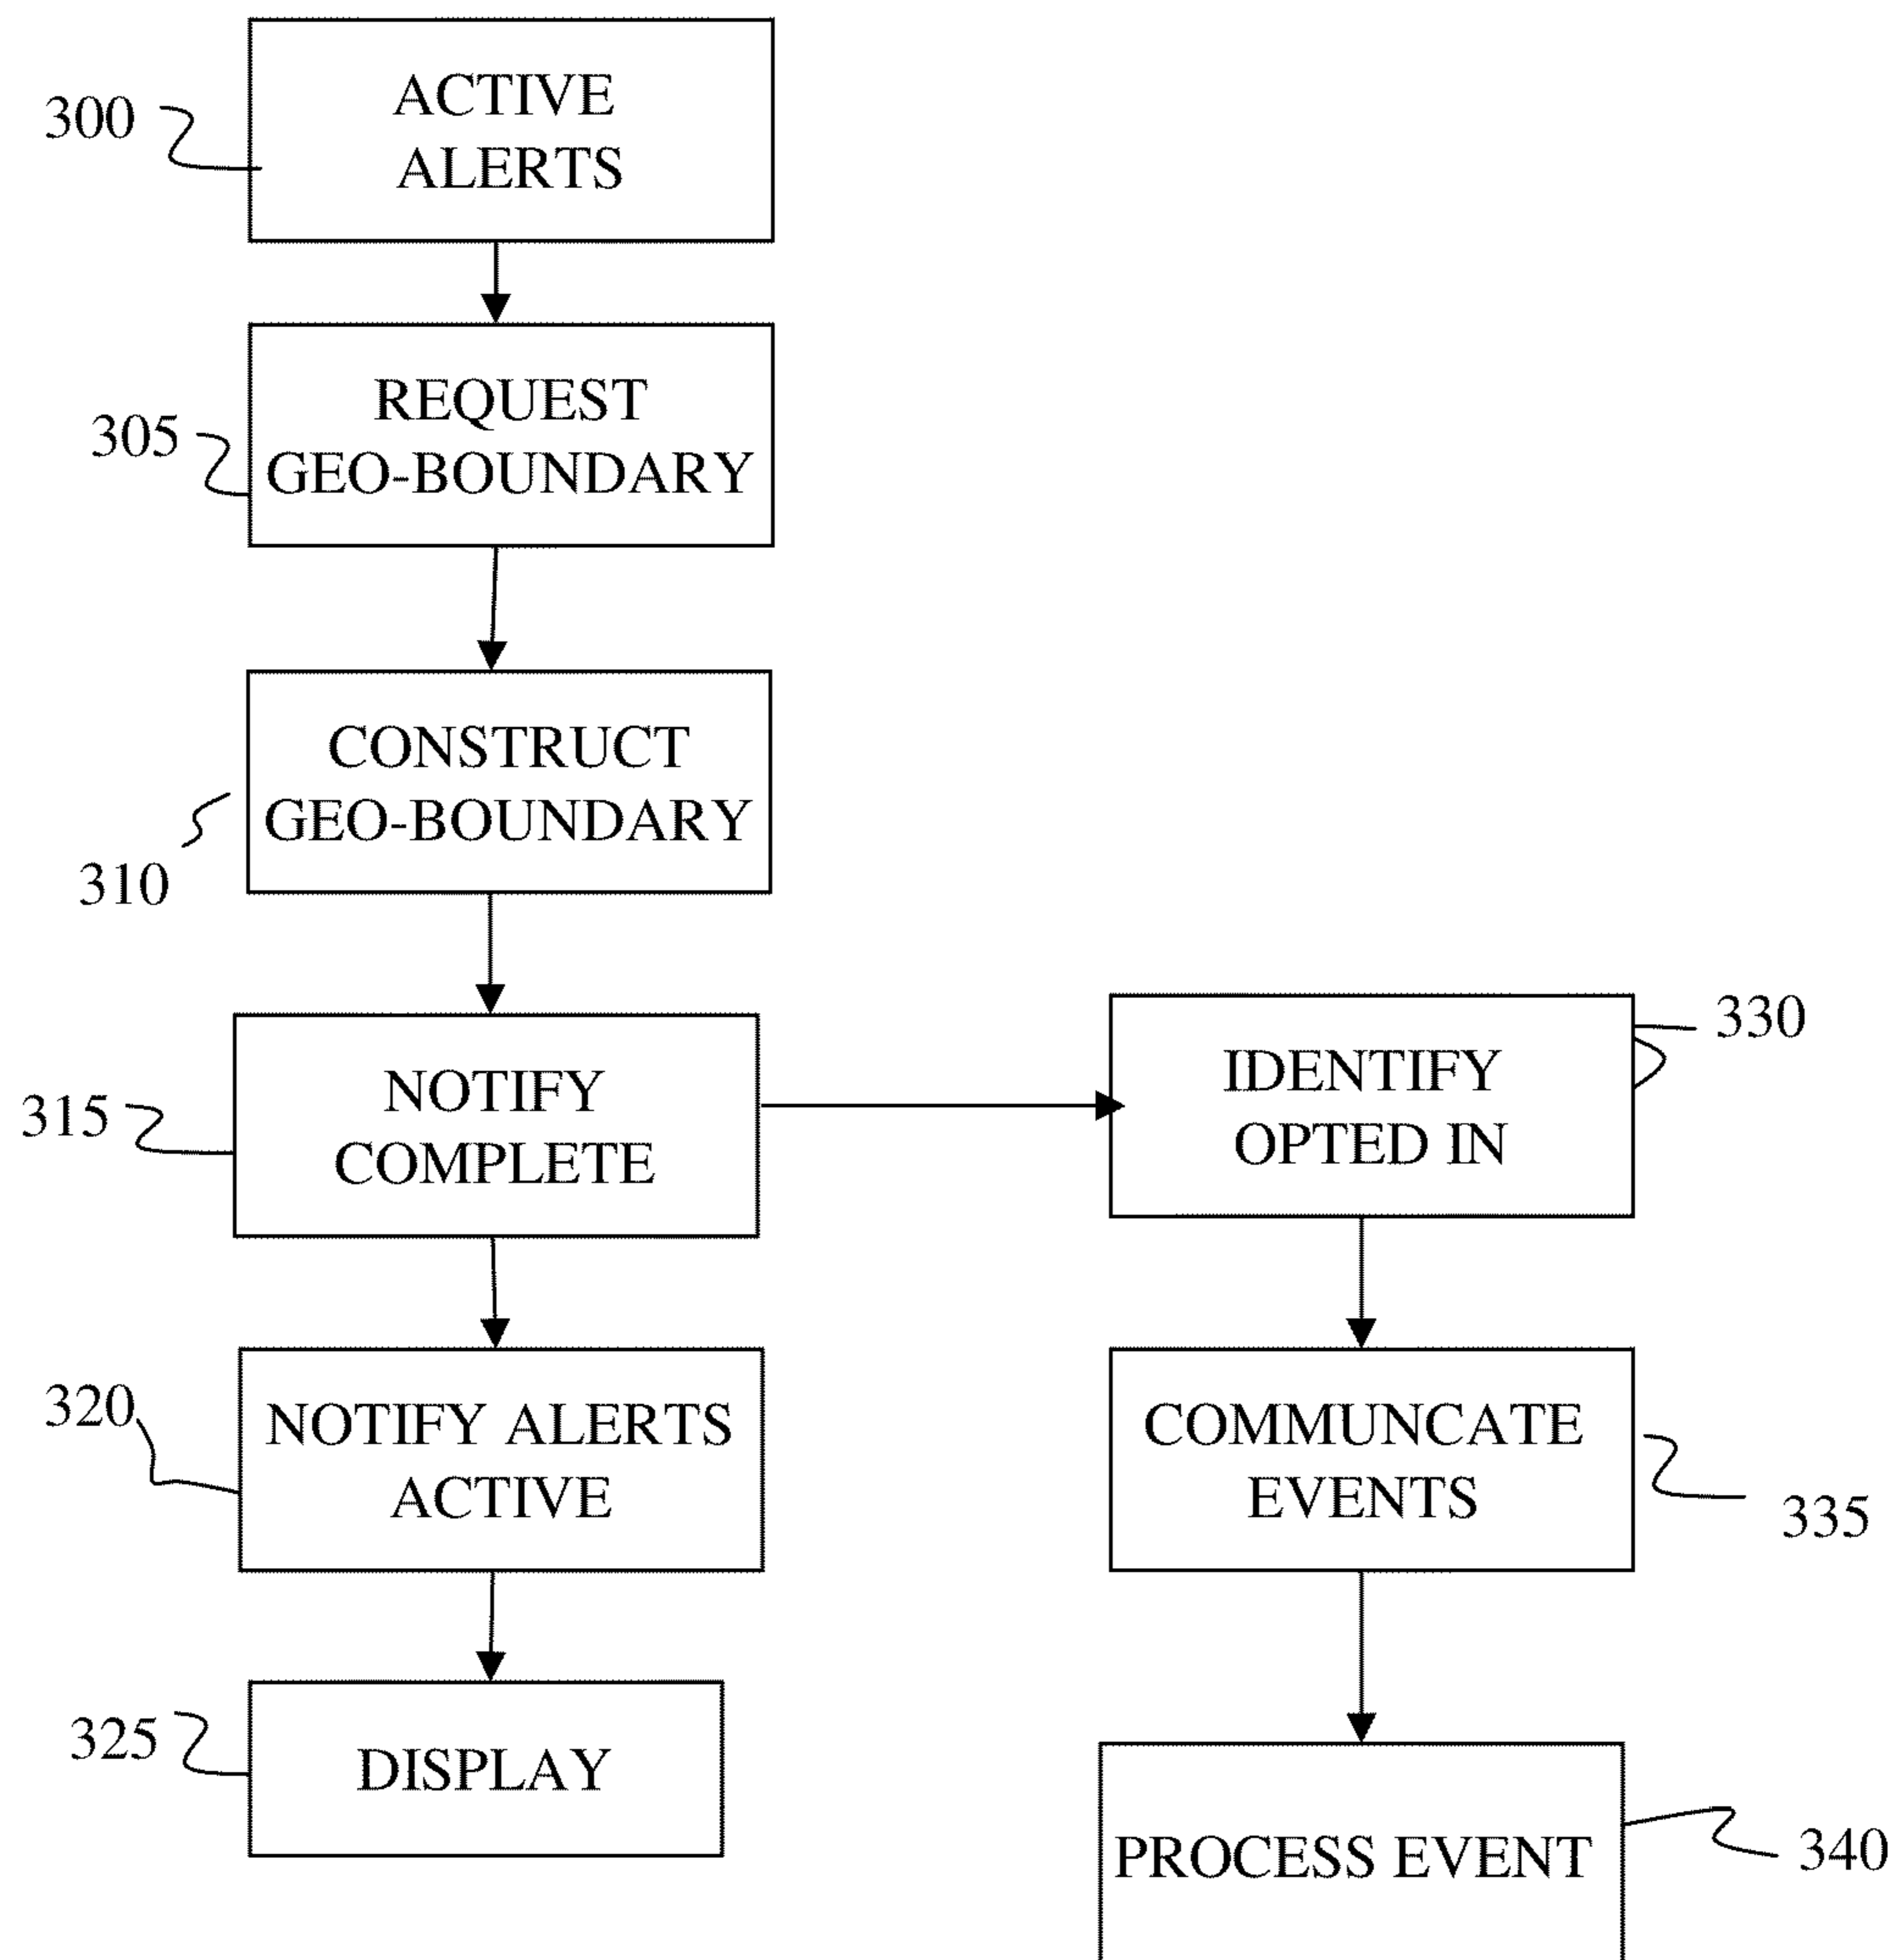 300
ACTIVE
ALERTS
305
REQUEST
GEO-BOUNDARY
310
CONSTRUCT
GEO-BOUNDARY
315
NOTIFY
COMPLETE
320
NOTIFY ALERTS
ACTIVE
325
DISPLAY
330
IDENTIFY
OPTED IN
335
COMMUNCATE
EVENTS
340
PROCESS EVENT